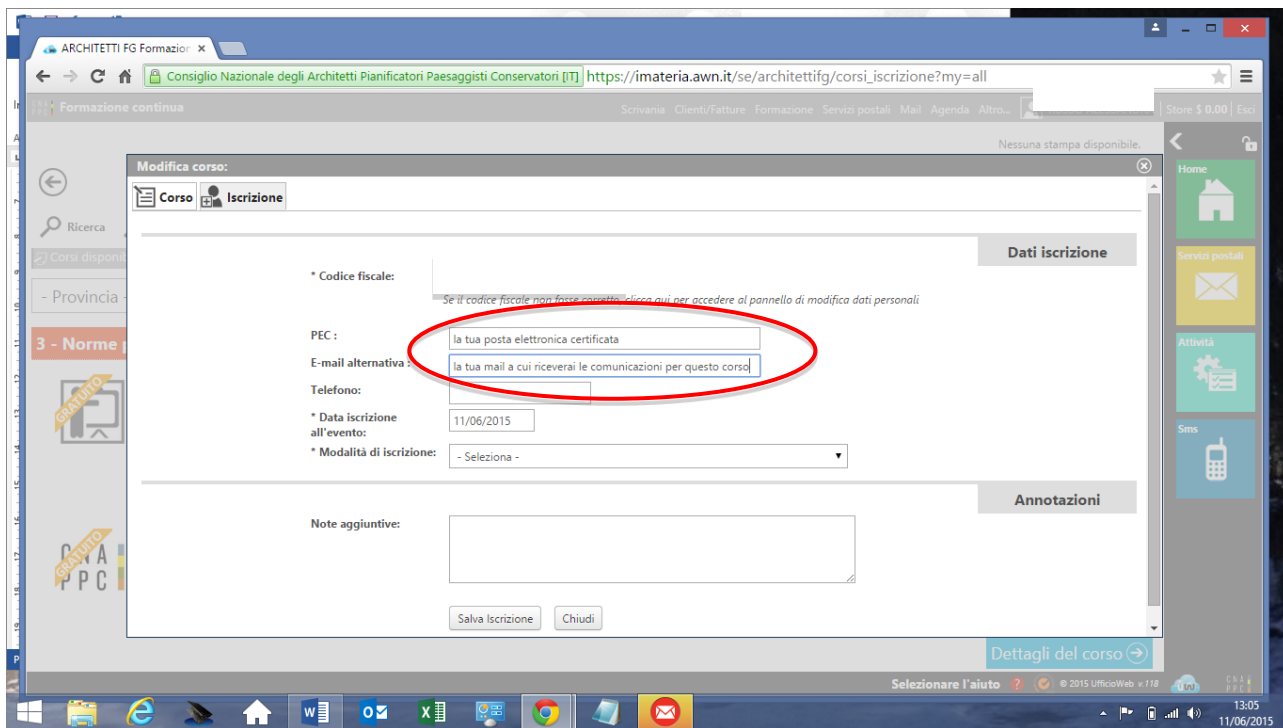 ARCHITETTI FG Formazior
Consiglio Nazionale degli Architetti Pianificatori Paesaggisti Conservatori [IT] https://imateria.awn.it/se/architettifg/corsi_iscrizione?my=all
Formazione continua
Scrivania Clienti/Fatture Formazione Servizi postali Mail Agenda Altro... Store $ 0.00 Esci
Nessuna stampa disponibile.
Modifica corso:
Home
Corso Iscrizione
Ricerca
Dati iscrizione
Corsi disponib
Servizi postali
* Codice fiscale:
Se il codice fiscale non fosse corretto, clicca qui per accedere al pannello di modifica dati personali
- Provincia -
PEC :
la tua posta elettronica certificata
3 - Norme p
Attività
E-mail alternativa :
la tua mail a cui riceverai le comunicazioni per questo corso
Telefono:
GRATUITO
* Data iscrizione
all'evento:
11/06/2015
* Modalità di iscrizione:
- Seleziona -
Sms
Annotazioni
Note aggiuntive:
GRATUITO
CNA
PPC
Salva Iscrizione Chiudi
Dettagli del corso
Selezionare l'aiuto © 2015 UfficioWeb v.118
13:05
11/06/2015